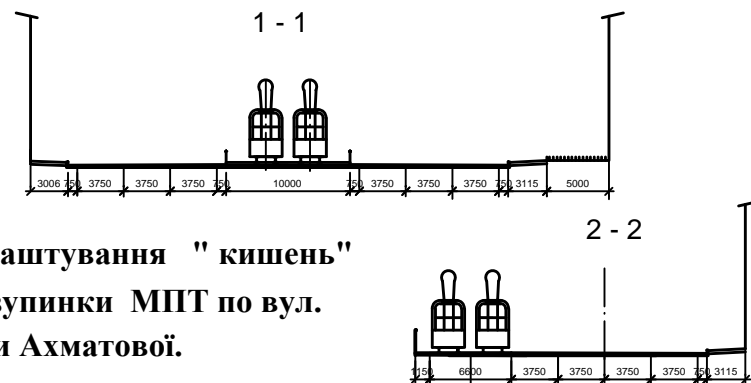 1 - 1
3006 750 3750 3750 3750 750 10000 750 3750 3750 3750 750 3115 5000
2 - 2
аштування " кишень"
упинки МПТ по вул.
и Ахматової.
1150 6600 3750 3750 3750 3750 750 3115